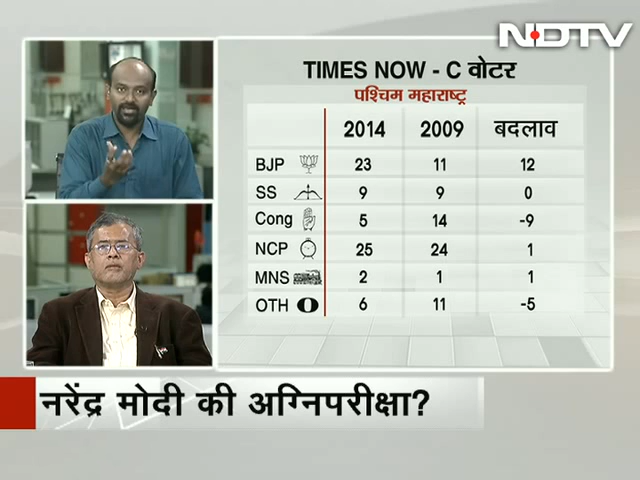 NDTV
TIMES NOW - C वोटर
पश्चिम महाराष्ट्र
2014 2009 बदलाव
BJP 23 11 12
SS 9 9 0
Cong 5 14 -9
NCP 25 24 1
MNS 2 1 1
OTH 6 11 -5
नरेंद्र मोदी की अग्निपरीक्षा?